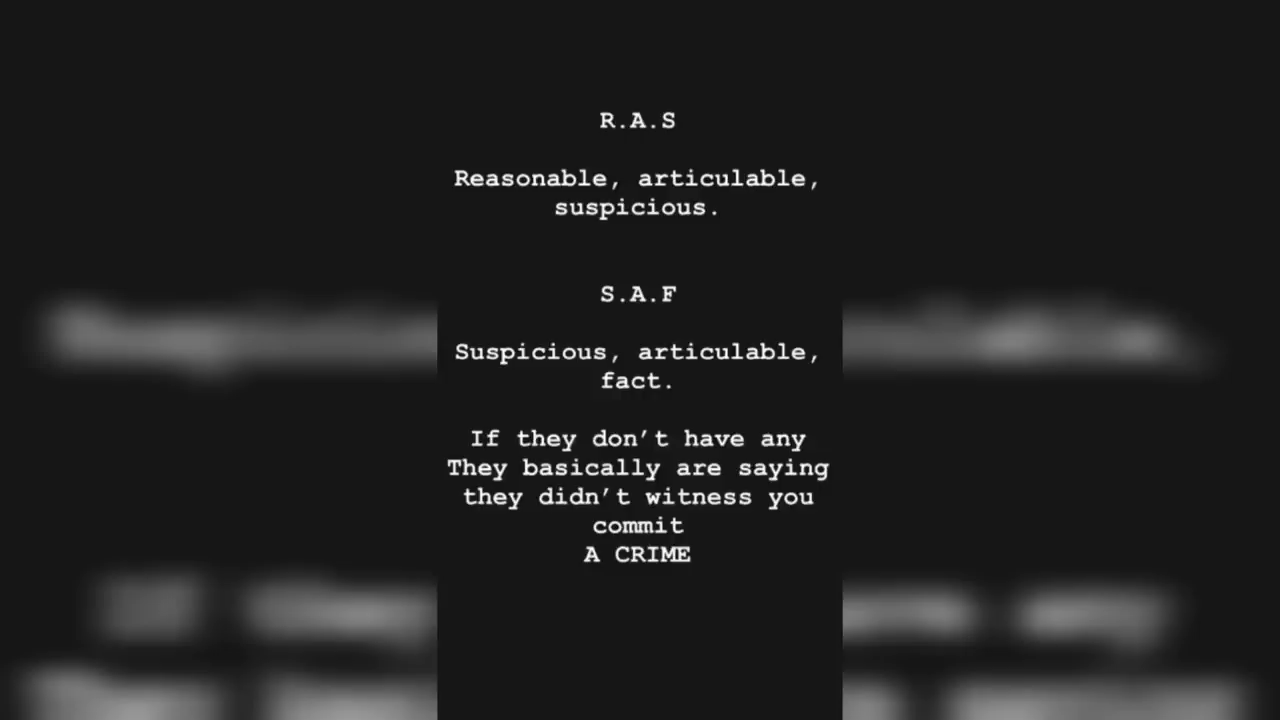 R.A.S
Reasonable, articulable,
suspicious.
S.A.F
Suspicious, articulable,
fact.
If they don’t have any
They basically are saying
they didn’t witness you
commit
A CRIME